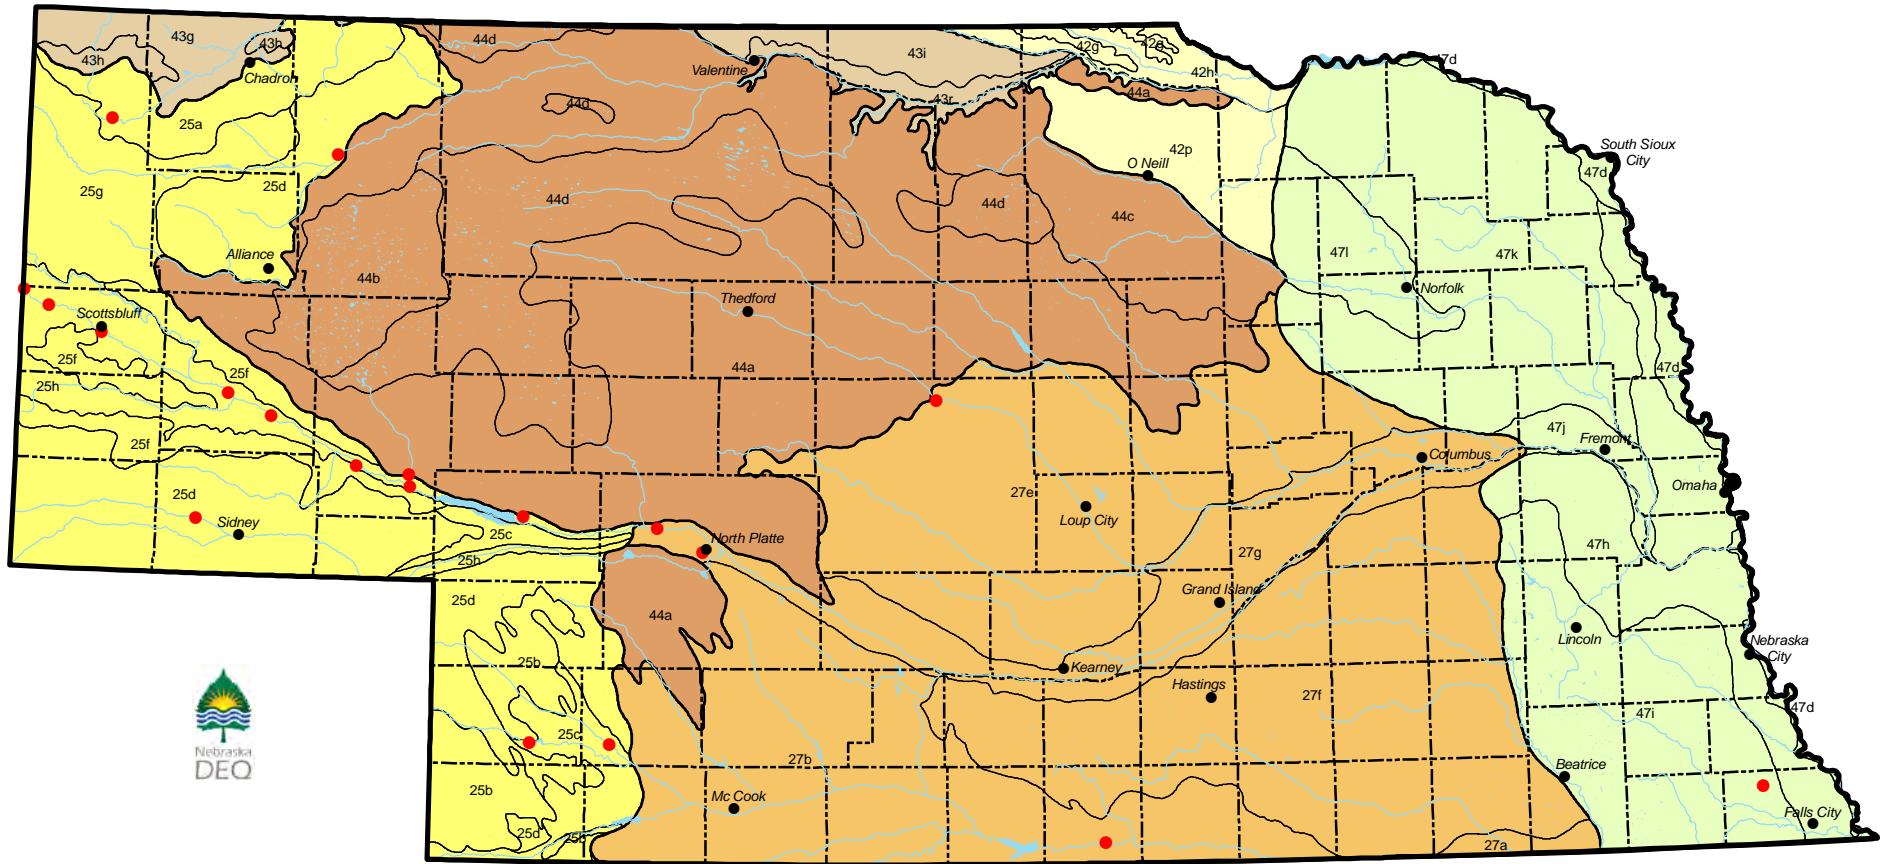 44d
43g
43h
43h
Chadron
Valentine
43i
42g
42g
42h
47d
44d
43r
44a
25a
42p
O Neill
South Sioux
City
47d
25g
25d
44d
44d
44c
Alliance
44b
47l
47k
Thedford
Norfolk
Scottsbluff
25f
25f
25h
44a
47d
25f
47j
Fremont
Columbus
25d
Sidney
27e
Loup City
Omaha
25c
North Platte
25h
27g
47h
Grand Island
25d
44a
Lincoln
25b
Kearney
Nebraska
City
Hastings
27f
47i
47d
25c
27b
Beatrice
25b
Mc Cook
25d
25b
27a
Falls City
Nebraska
DEQ